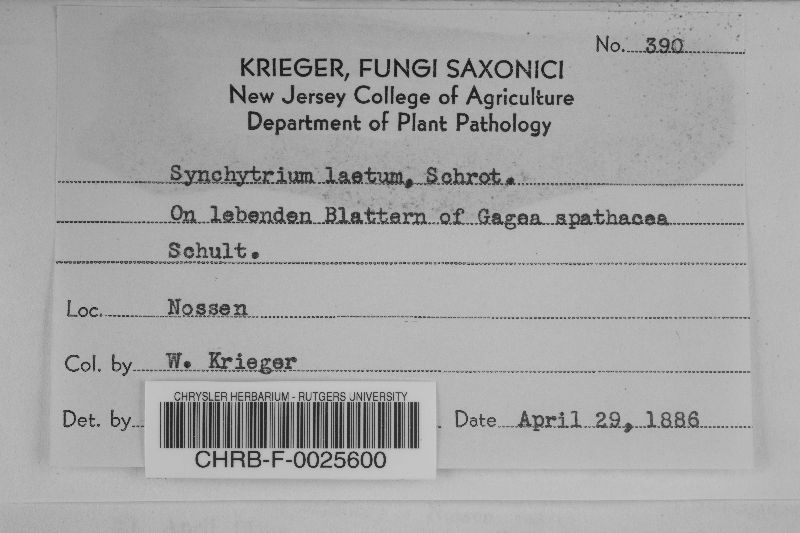 No. 390
KRIEGER, FUNGI SAXONICI
New Jersey College of Agriculture
Department of Plant Pathology
Synchytrium laetum, Schrot.
On lebenden Blattern of Gagea spathacea
Schult.
Loc. Nossen
Col. by W. Krieger
Det. by
Date April 29, 1886
CHRYSLER HERBARIUM - RUTGERS UNIVERSITY
CHRB-F-0025600